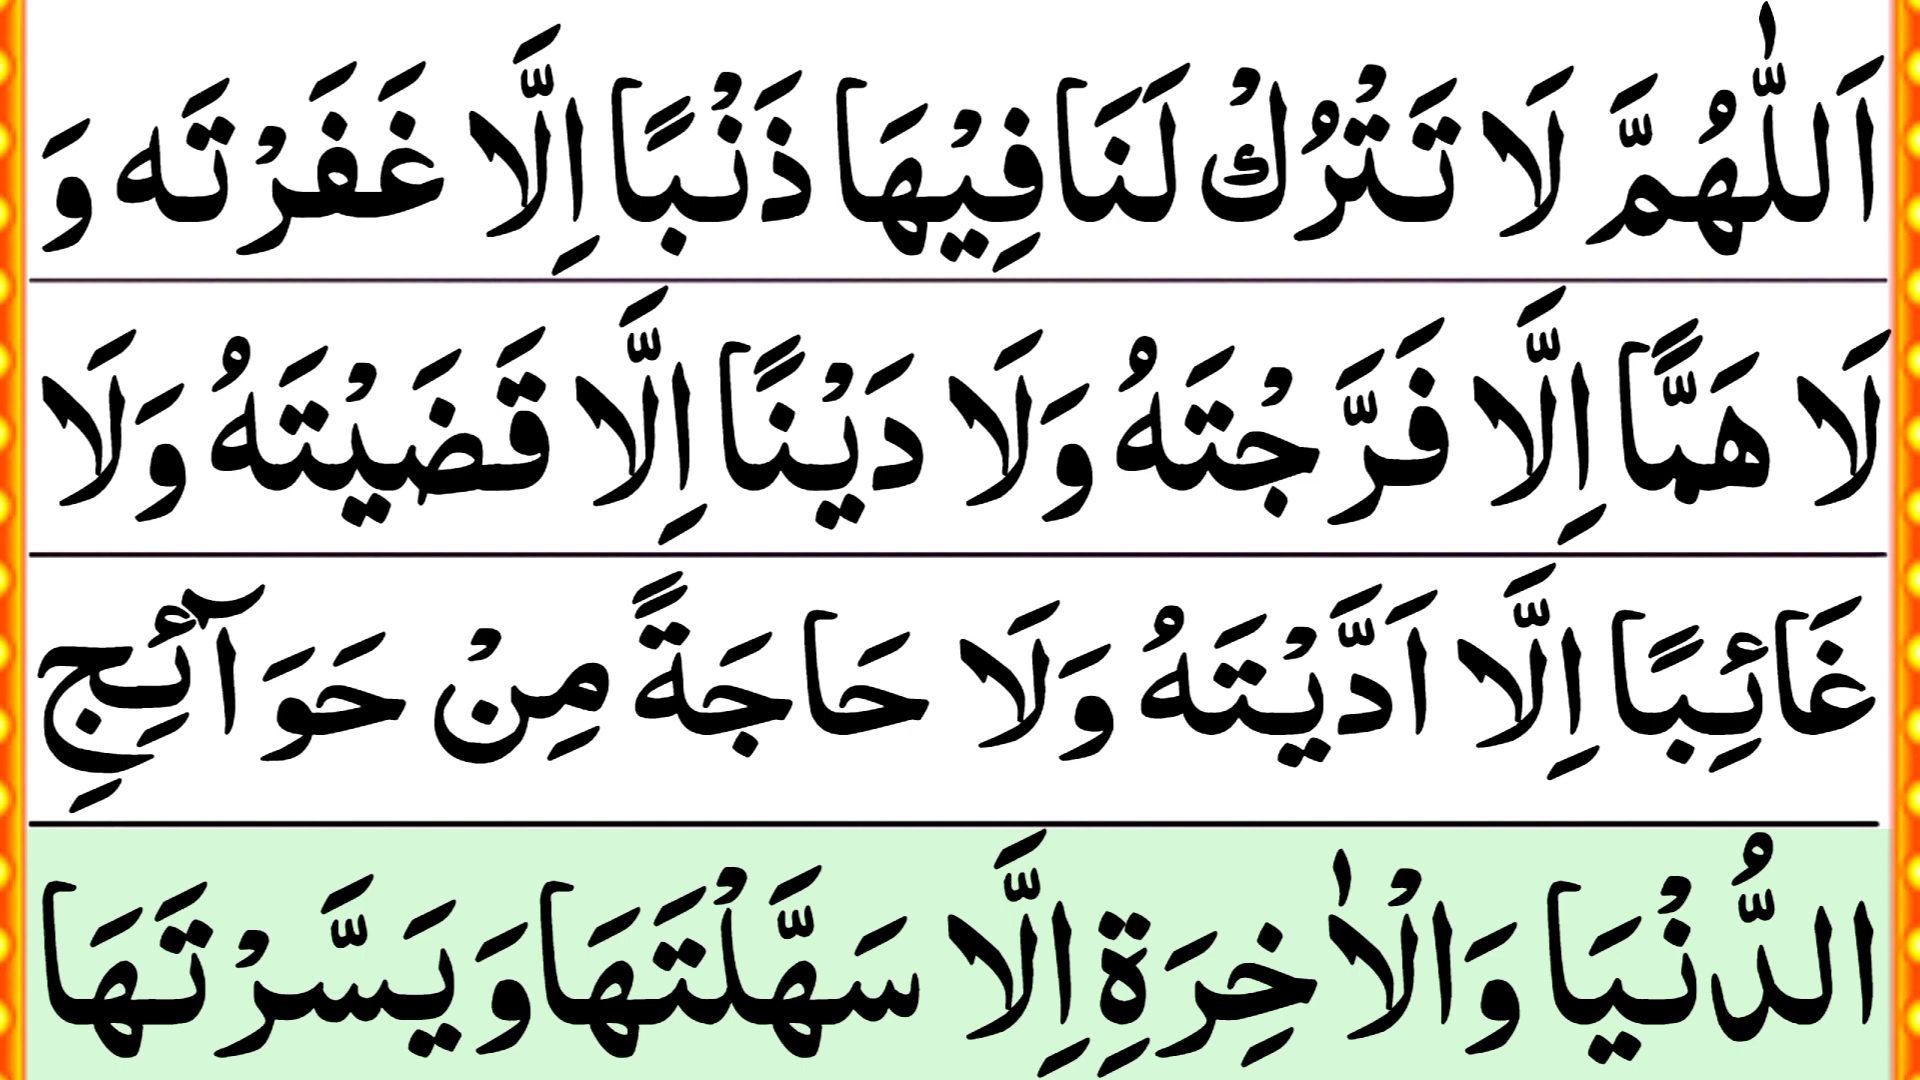 اَللّٰهُمَّ لَا تَتْرُكْ لَنَا فِيْهَا ذَنْۢبًا اِلَّا غَفَرْتَه وَ
لَا هَمًّا اِلَّا فَرَّجْتَهُ وَلَا دَيْنًا اِلَّا قَضَيْتَهُ وَلَا
غَائِبًا اِلَّا اَدَّيْتَهُ وَلَا حَاجَةً مِنْ حَوَآئِجِ
الدُّنْيَا وَالْاٰخِرَةِ اِلَّا سَهَّلْتَهَا وَيَسَّرْتَهَا